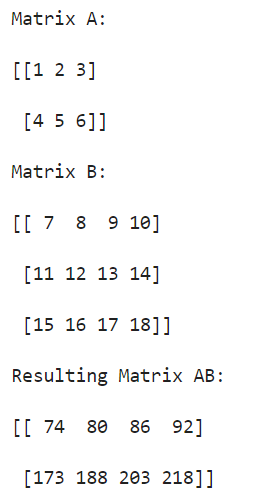 Matrix A:
[[1 2 3]
 [4 5 6]]
Matrix B:
[[ 7  8  9 10]
 [11 12 13 14]
 [15 16 17 18]]
Resulting Matrix AB:
[[ 74  80  86  92]
 [173 188 203 218]]